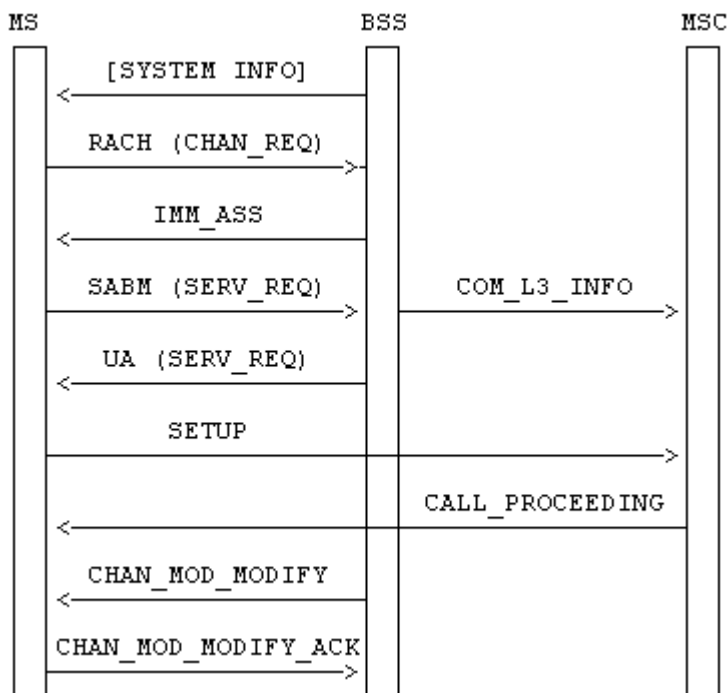 MS BSS MSC
[SYSTEM INFO]
RACH (CHAN_REQ)
IMM_ASS
SABM (SERV_REQ) COM_L3_INFO
UA (SERV_REQ)
SETUP
CALL_PROCEEDING
CHAN_MOD_MODIFY
CHAN_MOD_MODIFY_ACK